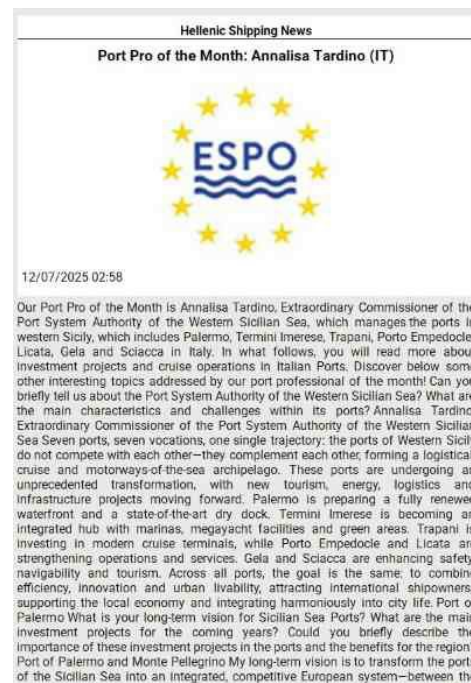 Hellenic Shipping News
Port Pro of the Month: Annalisa Tardino (IT)
ESPO
12/07/2025 02:58
Our Port Pro of the Month is Annalisa Tardino, Extraordinary Commissioner of the
Port System Authority of the Western Sicilian Sea, which manages the ports in
western Sicily, which includes Palermo, Termini Imerese, Trapani, Porto Empedocle,
Licata, Gela and Sciacca in Italy. In what follows, you will read more about
investment projects and cruise operations in Italian Ports. Discover below some
other interesting topics addressed by our port professional of the month! Can you
briefly tell us about the Port System Authority of the Western Sicilian Sea? What are
the main characteristics and challenges within its ports? Annalisa Tardino,
Extraordinary Commissioner of the Port System Authority of the Western Sicilian
Sea Seven ports, seven vocations, one single trajectory: the ports of Western Sicily
do not compete with each other—they complement each other, forming a logistical,
cruise and motorways-of-the-sea archipelago. These ports are undergoing an
unprecedented transformation, with new tourism, energy, logistics and
infrastructure projects moving forward. Palermo is preparing a fully renewed
waterfront and a state-of-the-art dry dock. Termini Imerese is becoming an
integrated hub with marinas, megayacht facilities and green areas. Trapani is
investing in modern cruise terminals, while Porto Empedocle and Licata are
strengthening operations and services. Gela and Sciacca are enhancing safety,
navigability and tourism. Across all ports, the goal is the same: to combine
efficiency, innovation and urban livability, attracting international shipowners,
supporting the local economy and integrating harmoniously into city life. Port of
Palermo What is your long-term vision for Sicilian Sea Ports? What are the main
investment projects for the coming years? Could you briefly describe the
importance of these investment projects in the ports and the benefits for the region?
Port of Palermo and Monte Pellegrino My long-term vision is to transform the ports
of the Sicilian Sea into an integrated, competitive European system—between the